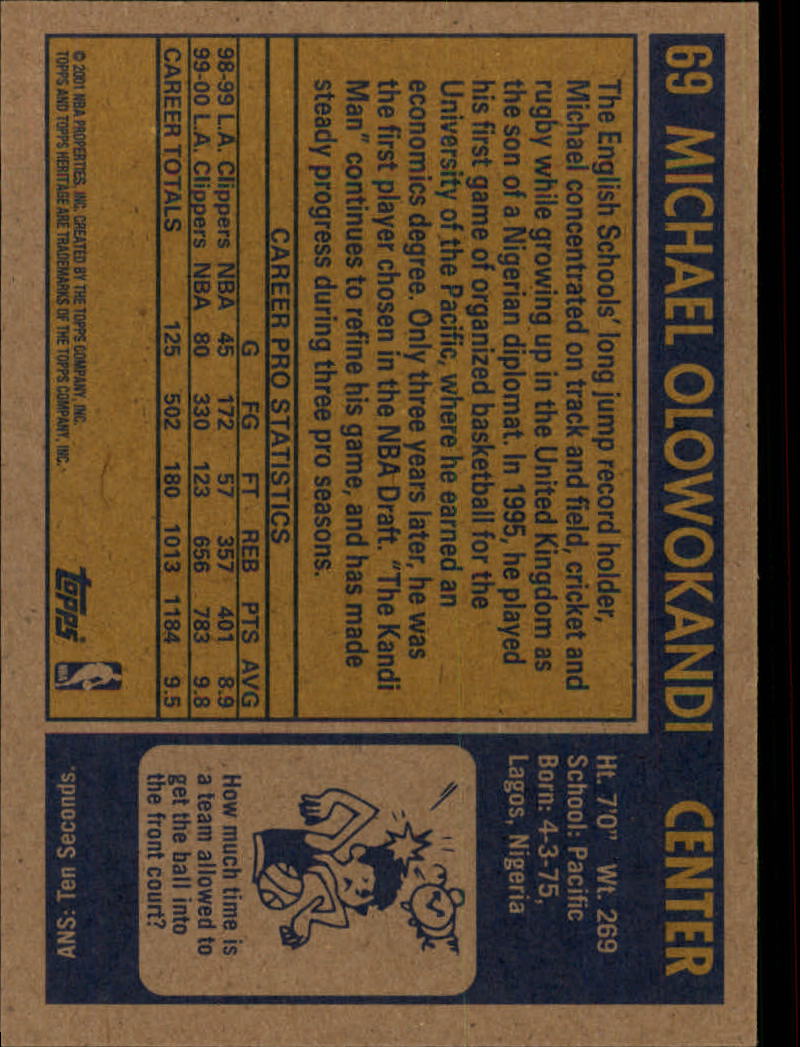 69 MICHAEL OLOWOKANDI CENTER
The English Schools' long jump record holder,
Michael concentrated on track and field, cricket and
rugby while growing up in the United Kingdom as
the son of a Nigerian diplomat. In 1995, he played
his first game of organized basketball for the
University of the Pacific, where he earned an
economics degree. Only three years later, he was
the first player chosen in the NBA Draft. "The Kandi
Man" continues to refine his game, and has made
steady progress during three pro seasons.
CAREER PRO STATISTICS
G FG FT REB PTS AVG
98-99 L.A. Clippers NBA 45 172 57 357 401 8.9
99-00 L.A. Clippers NBA 80 330 123 656 783 9.8
CAREER TOTALS 125 502 180 1013 1184 9.5
© 2001 NBA PROPERTIES, INC. CREATED BY THE TOPPS COMPANY, INC.
TOPPS AND TOPPS HERITAGE ARE TRADEMARKS OF THE TOPPS COMPANY, INC.
topps
NBA
Ht. 7'0" Wt. 269
School: Pacific
Born: 4-3-75,
Lagos, Nigeria
How much time is
a team allowed to
get the ball into
the front court?
ANS: Ten Seconds.